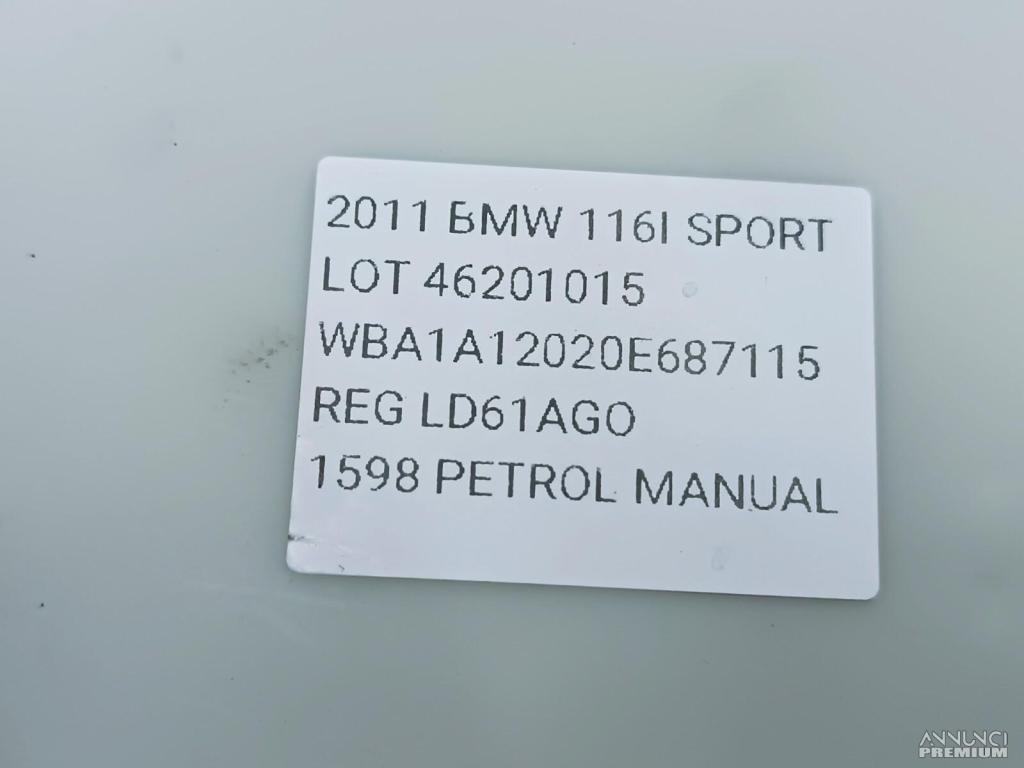 2011 BMW 116I SPORT
LOT 46201015
WBA1A12020E687115
REG LD61AGO
1598 PETROL MANUAL
ANNUNCI
PREMIUM